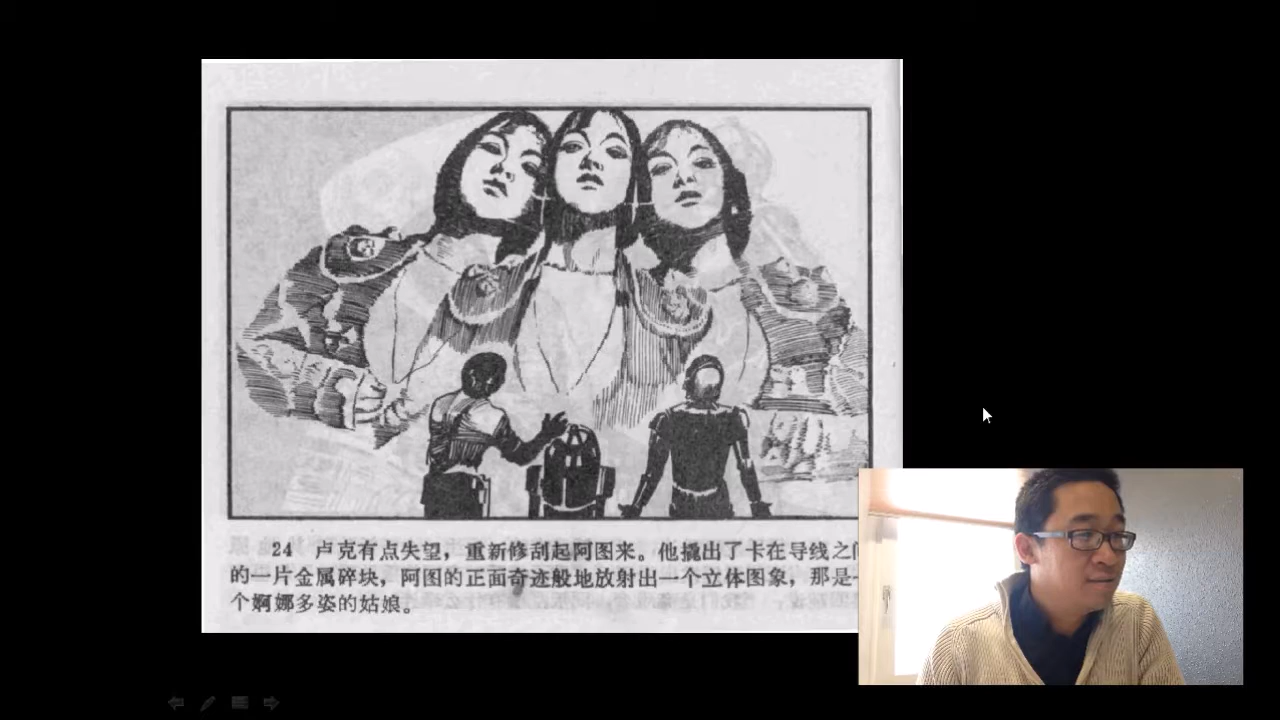 24 卢克有点失望，重新修刮起阿图来。他撬出了卡在导线之间
的一片金属碎块，阿图的正面奇迹般地放射出一个立体图象，那是一
个婀娜多姿的姑娘。